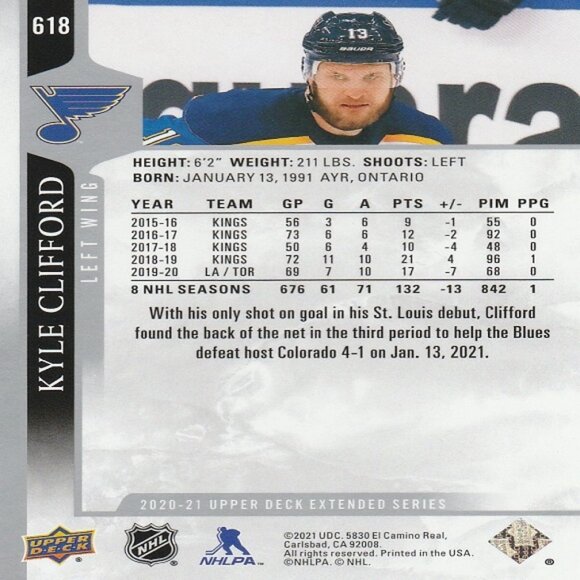 618
13
KYLE CLIFFORD
LEFT WING
HEIGHT: 6'2" WEIGHT: 211 LBS. SHOOTS: LEFT
BORN: JANUARY 13, 1991 AYR, ONTARIO
YEAR TEAM GP G A PTS +/- PIM PPG
2015-16 KINGS 56 3 6 9 -1 55 0
2016-17 KINGS 73 6 6 12 -2 92 0
2017-18 KINGS 50 6 4 10 -4 48 0
2018-19 KINGS 72 11 10 21 4 96 1
2019-20 LA / TOR 69 7 10 17 -7 68 0
8 NHL SEASONS 676 61 71 132 -13 842 1
With his only shot on goal in his St. Louis debut, Clifford
found the back of the net in the third period to help the Blues
defeat host Colorado 4-1 on Jan. 13, 2021.
2020-21 UPPER DECK EXTENDED SERIES
UPPER
DECK
NHL
NHLPA
©2021 UDC. 5830 El Camino Real,
Carlsbad, CA 92008.
All rights reserved. Printed in the USA.
©NHLPA. © NHL.